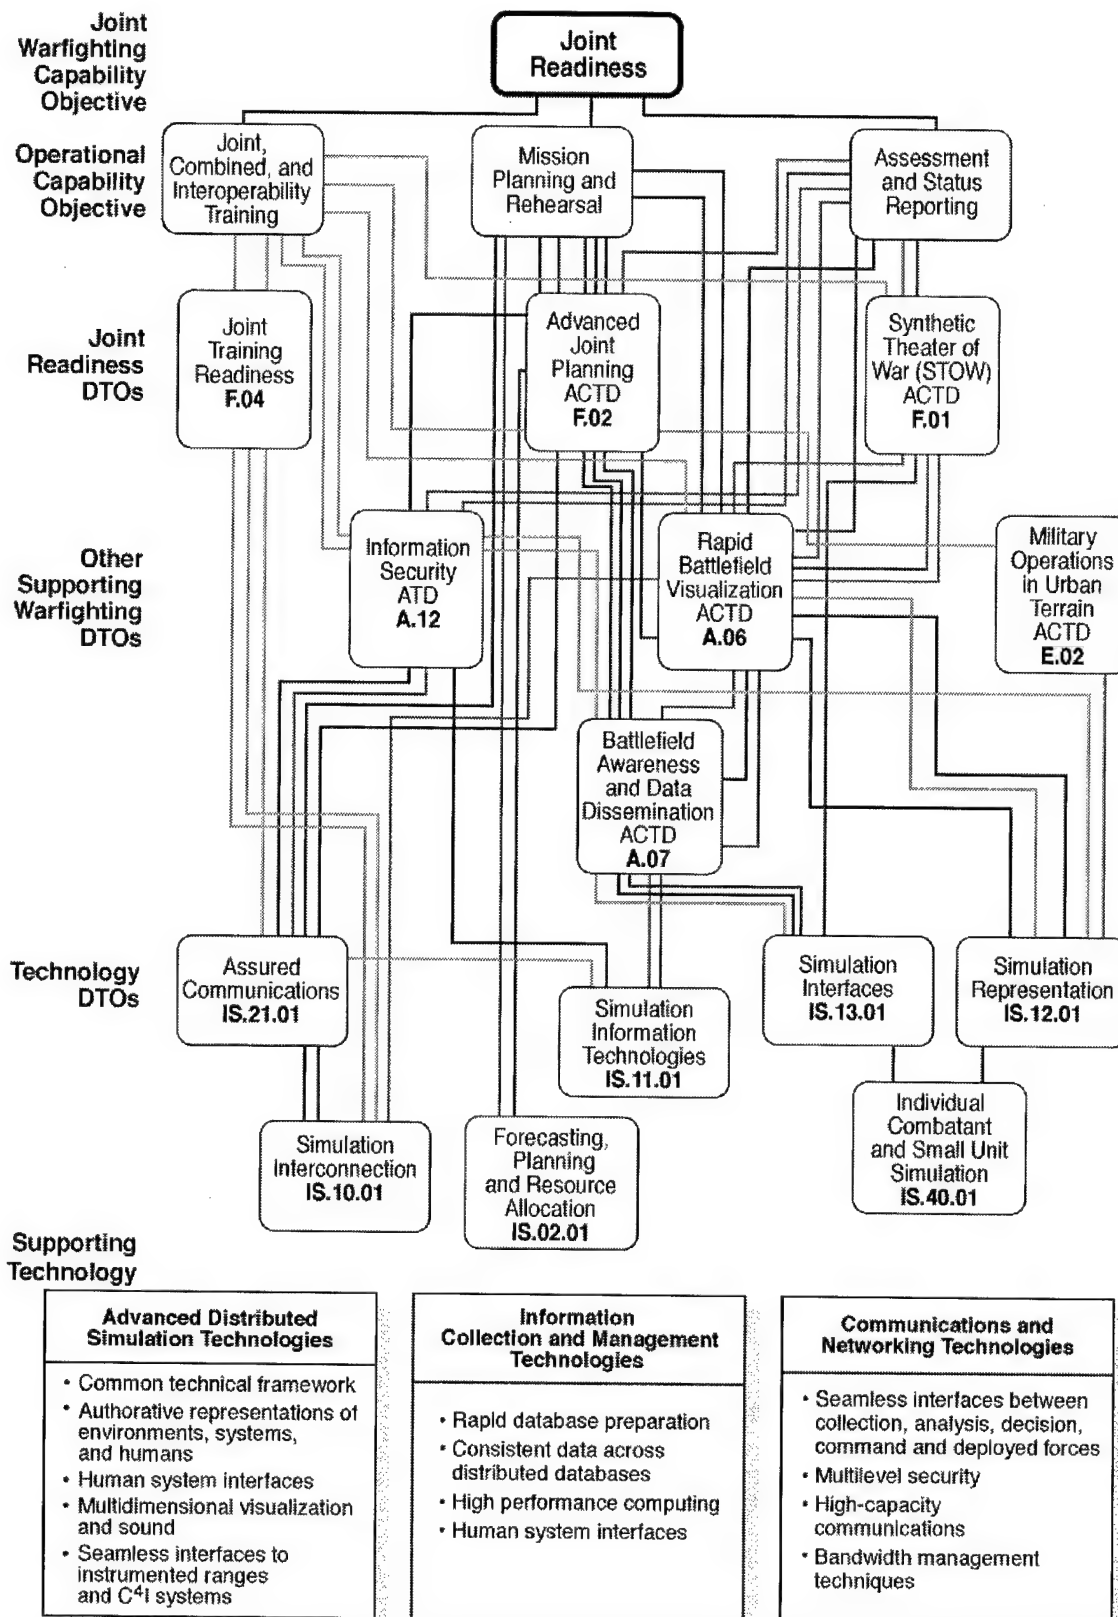 Joint
Warfighting
Capability
Objective
Joint
Readiness
Operational
Capability
Objective
Joint,
Combined, and
Interoperability
Training
Mission
Planning and
Rehearsal
Assessment
and Status
Reporting
Joint
Readiness
DTOs
Joint
Training
Readiness
F.04
Advanced
Joint
Planning
ACTD
F.02
Synthetic
Theater of
War (STOW)
ACTD
F.01
Other
Supporting
Warfighting
DTOs
Information
Security
ATD
A.12
Rapid
Battlefield
Visualization
ACTD
A.06
Military
Operations
in Urban
Terrain
ACTD
E.02
Battlefield
Awareness
and Data
Dissemination
ACTD
A.07
Technology
DTOs
Assured
Communications
IS.21.01
Simulation
Information
Technologies
IS.11.01
Simulation
Interfaces
IS.13.01
Simulation
Representation
IS.12.01
Simulation
Interconnection
IS.10.01
Forecasting,
Planning
and Resource
Allocation
IS.02.01
Individual
Combatant
and Small Unit
Simulation
IS.40.01
Supporting
Technology
Advanced Distributed
Simulation Technologies
• Common technical framework
• Authorative representations of
environments, systems,
and humans
• Human system interfaces
• Multidimensional visualization
and sound
• Seamless interfaces to
instrumented ranges
and C⁴I systems
Information
Collection and Management
Technologies
• Rapid database preparation
• Consistent data across
distributed databases
• High performance computing
• Human system interfaces
Communications and
Networking Technologies
• Seamless interfaces between
collection, analysis, decision,
command and deployed forces
• Multilevel security
• High-capacity
communications
• Bandwidth management
techniques